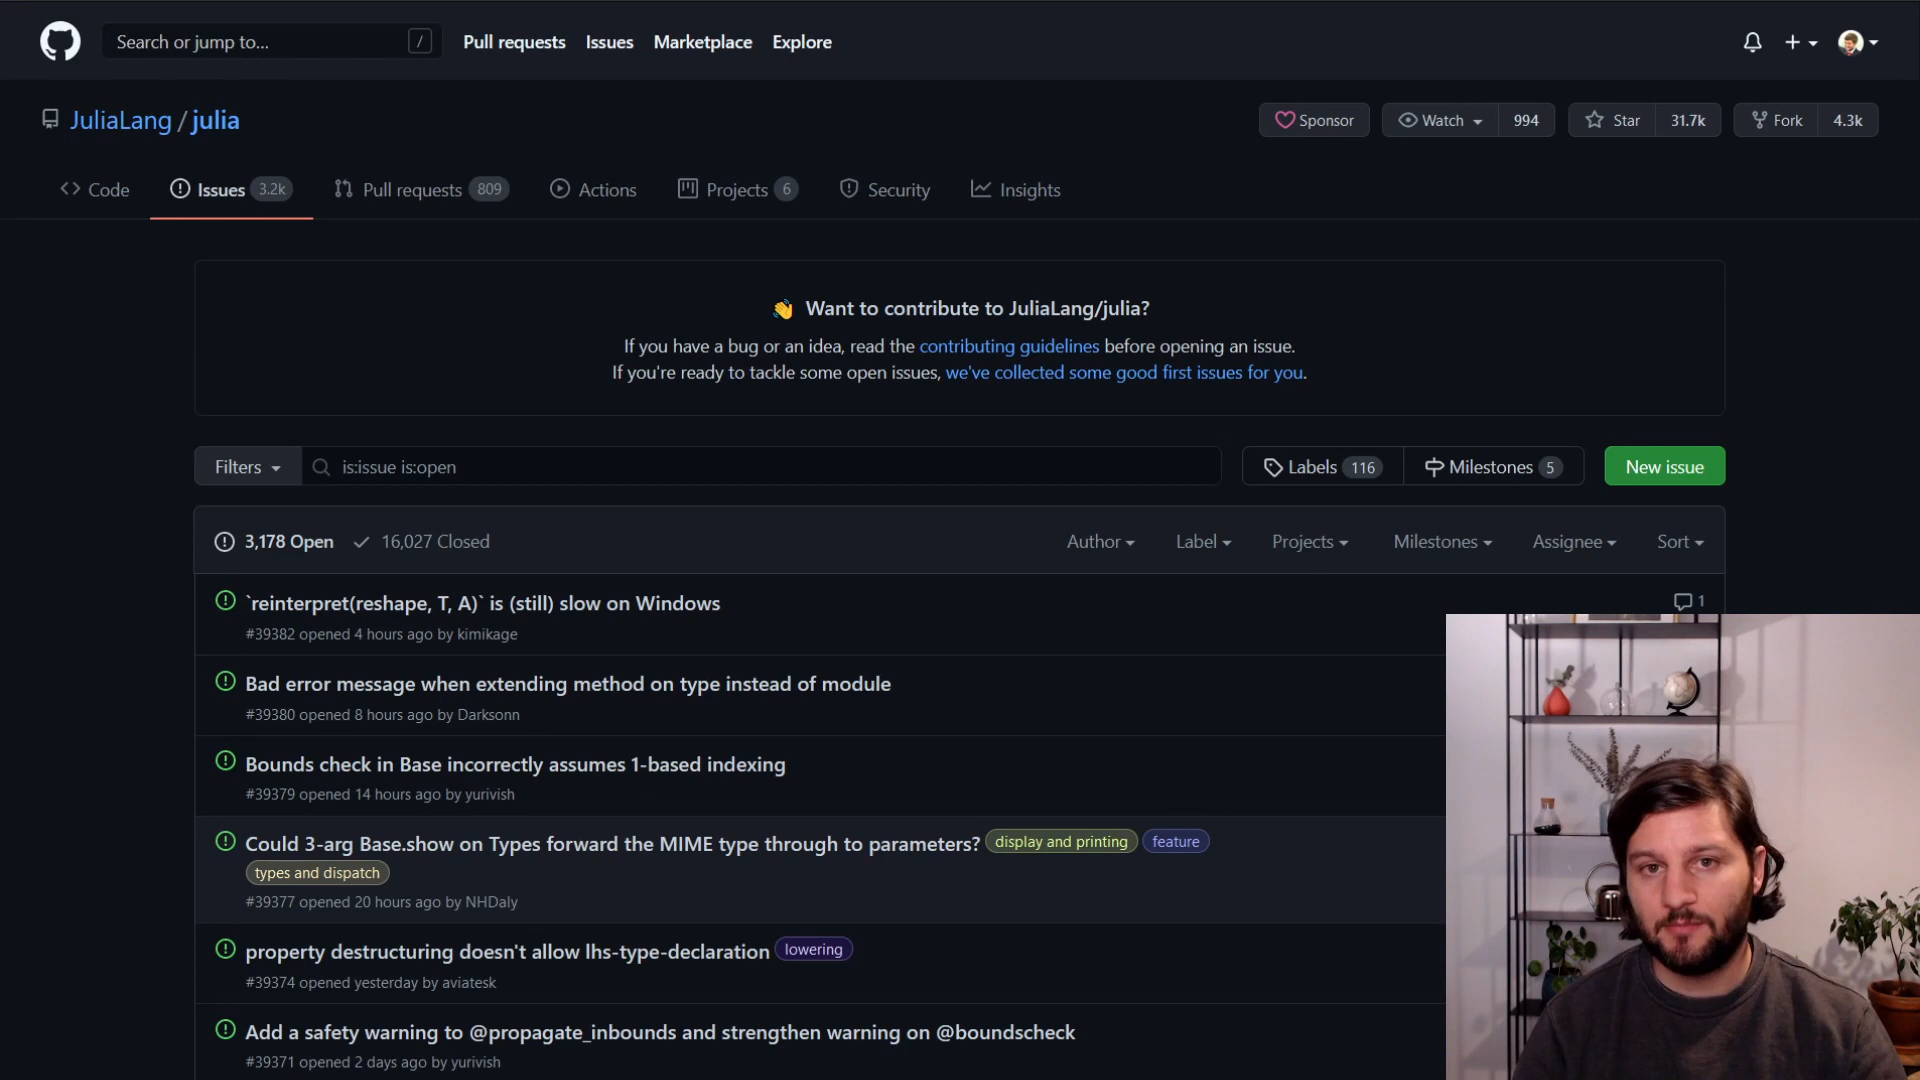 Search or jump to... /
Pull requests Issues Marketplace Explore
JuliaLang / julia
Sponsor Watch 994 Star 31.7k Fork 4.3k
Code Issues 3.2k Pull requests 809 Actions Projects 6 Security Insights
👋 Want to contribute to JuliaLang/julia?
If you have a bug or an idea, read the contributing guidelines before opening an issue.
If you're ready to tackle some open issues, we've collected some good first issues for you.
Filters is:issue is:open Labels 116 Milestones 5 New issue
3,178 Open 16,027 Closed Author Label Projects Milestones Assignee Sort
`reinterpret(reshape, T, A)` is (still) slow on Windows 1
#39382 opened 4 hours ago by kimikage
Bad error message when extending method on type instead of module
#39380 opened 8 hours ago by Darksonn
Bounds check in Base incorrectly assumes 1-based indexing
#39379 opened 14 hours ago by yurivish
Could 3-arg Base.show on Types forward the MIME type through to parameters? display and printing feature
types and dispatch
#39377 opened 20 hours ago by NHDaly
property destructuring doesn't allow lhs-type-declaration lowering
#39374 opened yesterday by aviatesk
Add a safety warning to @propagate_inbounds and strengthen warning on @boundscheck
#39371 opened 2 days ago by yurivish